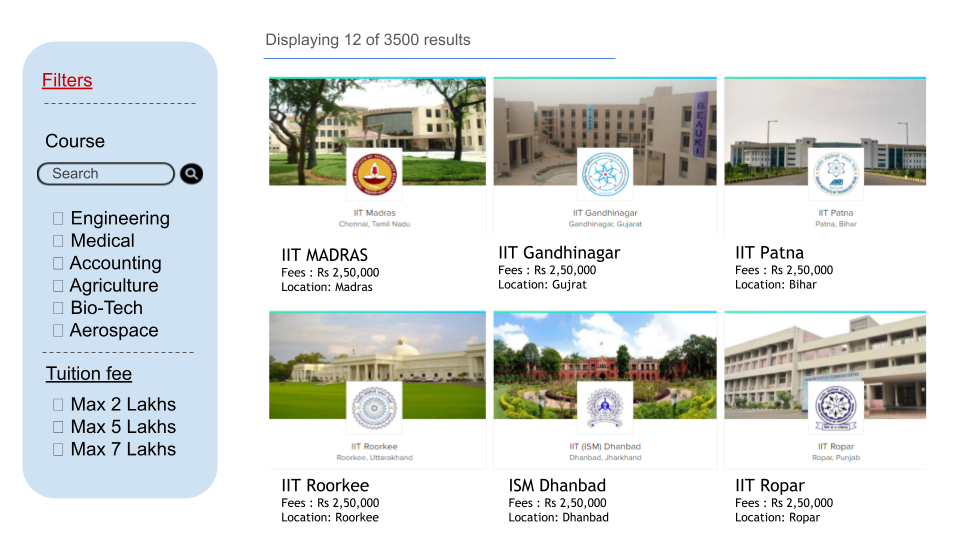 Displaying 12 of 3500 results
Filters
Course
Search
Engineering
Medical
Accounting
Agriculture
Bio-Tech
Aerospace
Tuition fee
Max 2 Lakhs
Max 5 Lakhs
Max 7 Lakhs
BEAUKI
IIT Madras
Chennai, Tamil Nadu
IIT MADRAS
Fees : Rs 2,50,000
Location: Madras
IIT Gandhinagar
Gandhinagar, Gujarat
IIT Gandhinagar
Fees : Rs 2,50,000
Location: Gujrat
IIT Patna
Patna, Bihar
IIT Patna
Fees : Rs 2,50,000
Location: Bihar
IIT Roorkee
Roorkee, Uttarakhand
IIT Roorkee
Fees : Rs 2,50,000
Location: Roorkee
IIT (ISM) Dhanbad
Dhanbad, Jharkhand
ISM Dhanbad
Fees : Rs 2,50,000
Location: Dhanbad
IIT Ropar
Ropar, Punjab
IIT Ropar
Fees : Rs 2,50,000
Location: Ropar